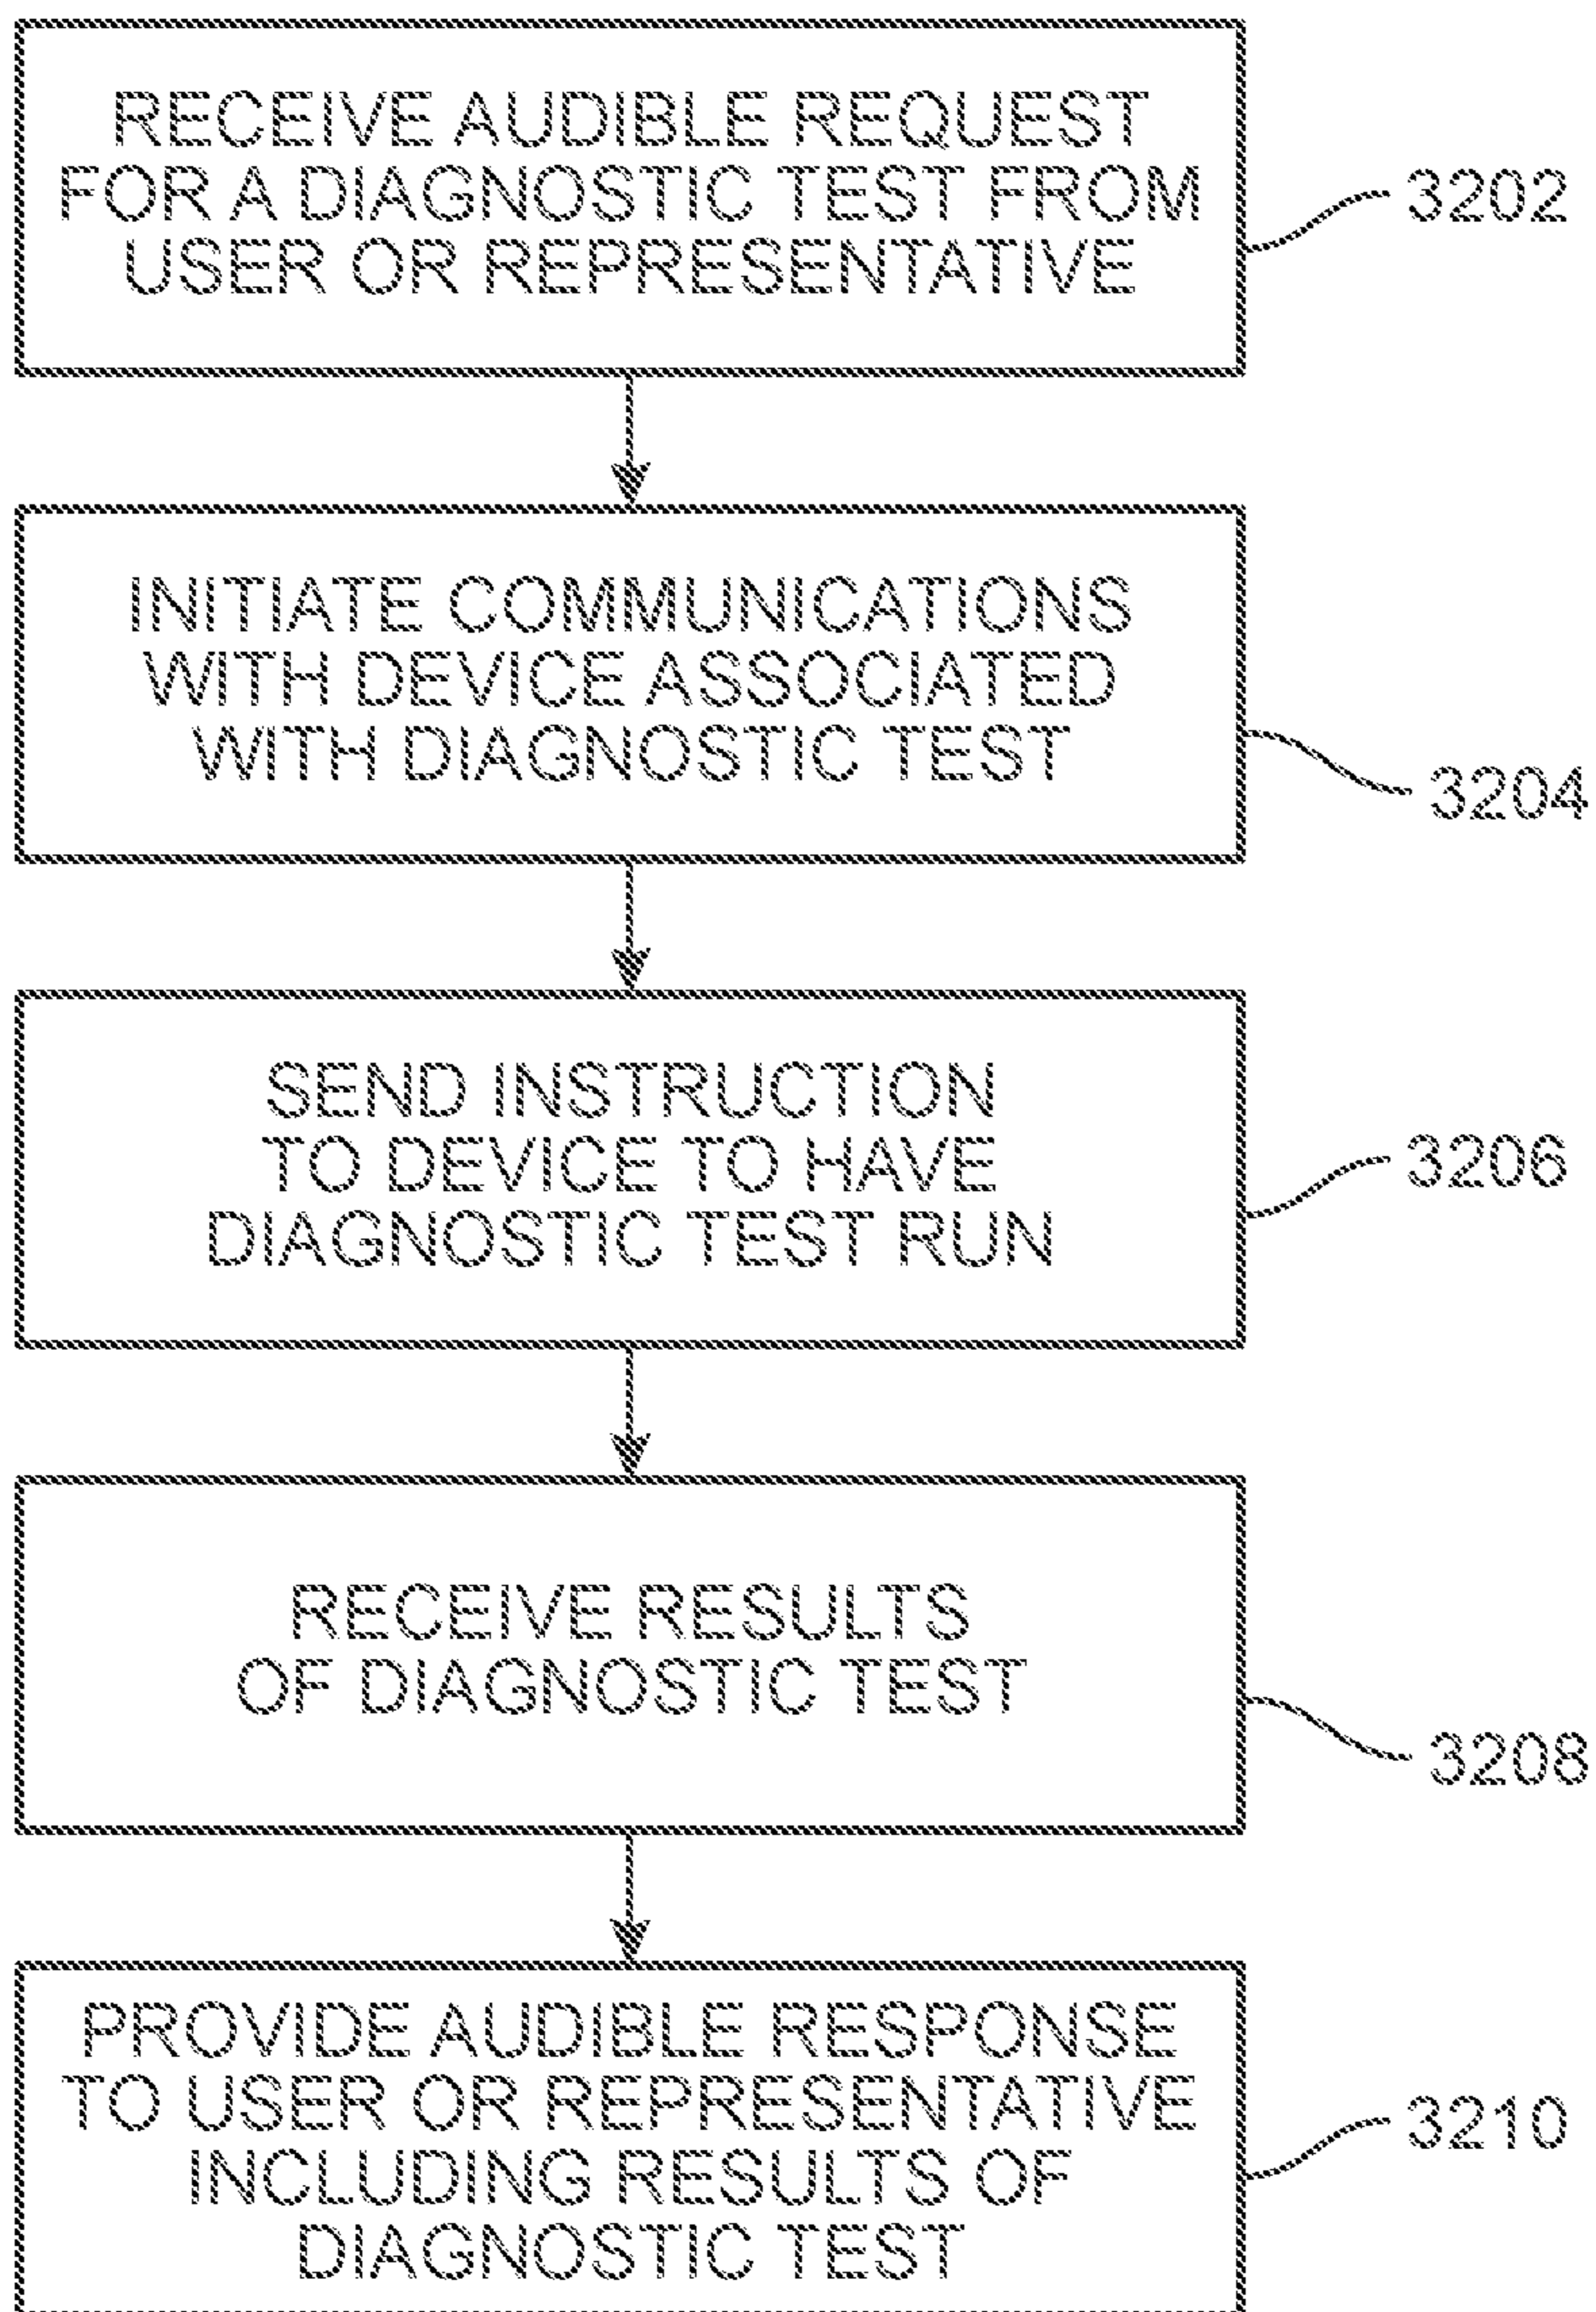 RECEIVE AUDIBLE REQUEST
FOR A DIAGNOSTIC TEST FROM
USER OR REPRESENTATIVE
3202
INITIATE COMMUNICATIONS
WITH DEVICE ASSOCIATED
WITH DIAGNOSTIC TEST
3204
SEND INSTRUCTION
TO DEVICE TO HAVE
DIAGNOSTIC TEST RUN
3206
RECEIVE RESULTS
OF DIAGNOSTIC TEST
3208
PROVIDE AUDIBLE RESPONSE
TO USER OR REPRESENTATIVE
INCLUDING RESULTS OF
DIAGNOSTIC TEST
3210